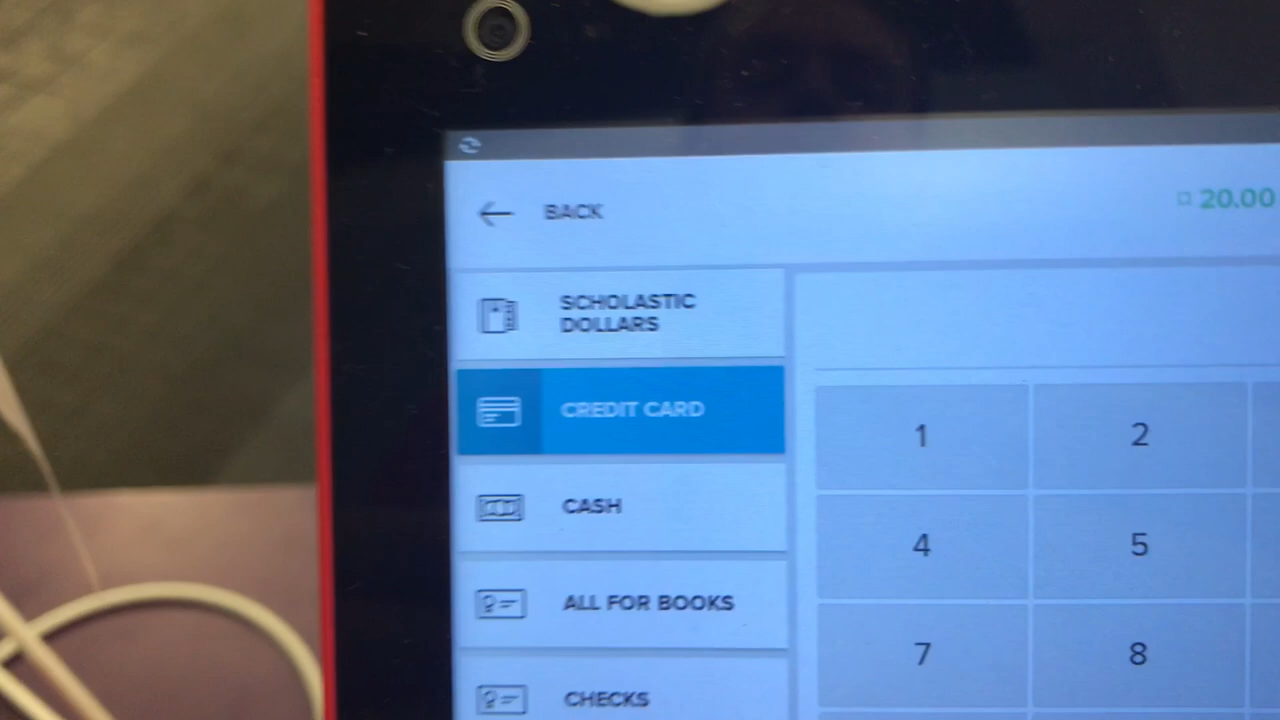 BACK
¤ 20.00
SCHOLASTIC
DOLLARS
CREDIT CARD
CASH
ALL FOR BOOKS
CHECKS
1
2
4
5
7
8